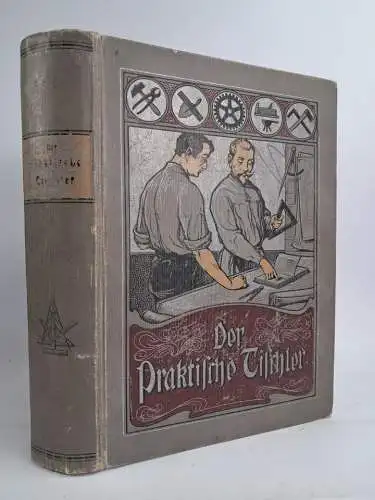 Der
Praktische
Tischler
Der
Praktische Tischler.